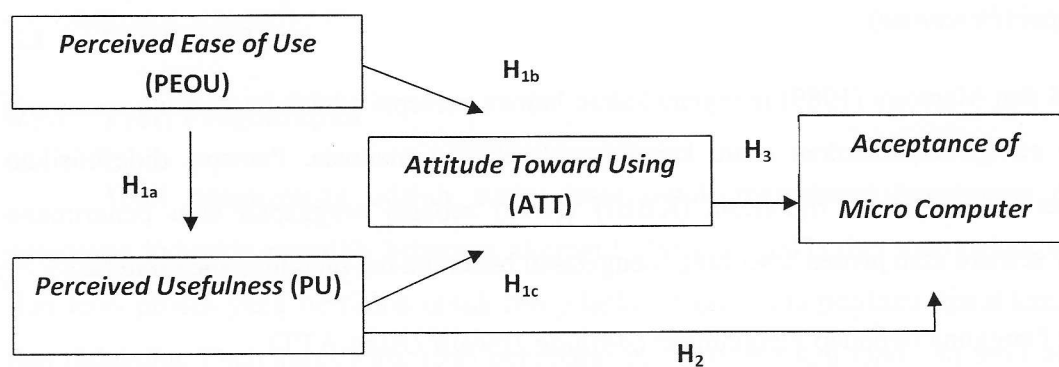 Perceived Ease of Use
(PEOU)
H1b
H1a
Attitude Toward Using
(ATT)
H3
Acceptance of
Micro Computer
Perceived Usefulness (PU)
H1c
H2